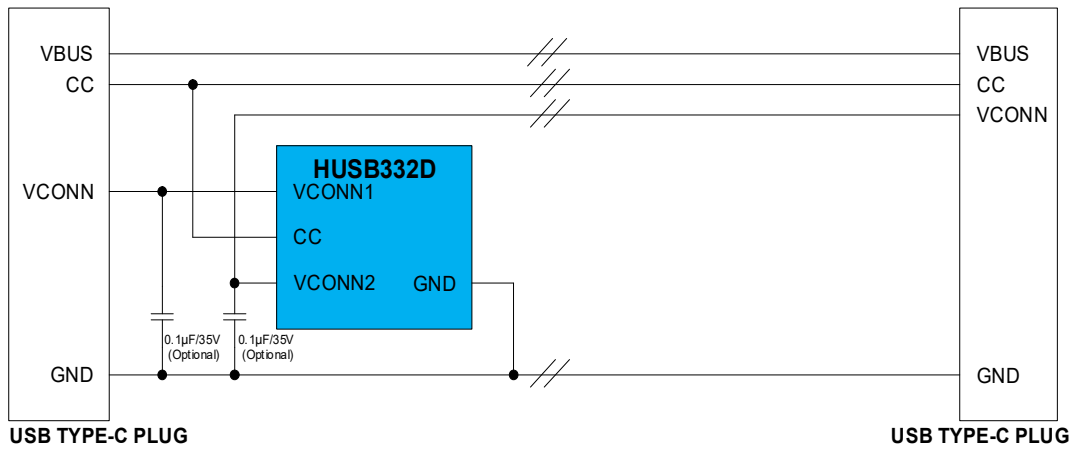 VBUS
CC
VCONN
GND
USB TYPE-C PLUG
HUSB332D
VCONN1
CC
VCONN2
GND
0.1µF/35V
(Optional)
0.1µF/35V
(Optional)
VBUS
CC
VCONN
GND
USB TYPE-C PLUG